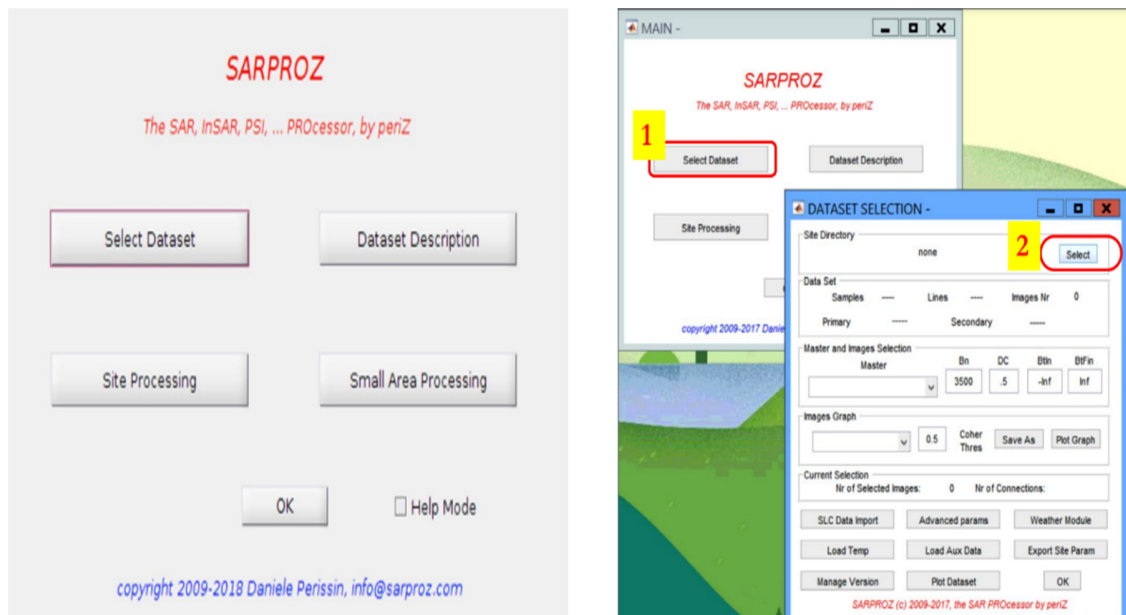 SARPROZ
The SAR, InSAR, PSI, ... PROcessor, by periZ
Select Dataset
Dataset Description
Site Processing
Small Area Processing
OK
Help Mode
copyright 2009-2018 Daniele Perissin, info@sarproz.com
MAIN -
SARPROZ
The SAR, InSAR, PSI, ... PROcessor, by periZ
1
Select Dataset
Dataset Description
Site Processing
copyright 2009-2017 Danie
DATASET SELECTION -
Site Directory
none
2
Select
Data Set
Samples ---- Lines ---- Images Nr 0
Primary ----- Secondary -----
Master and Images Selection
Master Bn DC BtIn BtFin
3500 .5 -Inf Inf
Images Graph
0.5 Coher Thres Save As Plot Graph
Current Selection
Nr of Selected Images: 0 Nr of Connections:
SLC Data Import Advanced params Weather Module
Load Temp Load Aux Data Export Site Param
Manage Version Plot Dataset OK
SARPROZ (c) 2009-2017, the SAR PROcessor by periZ